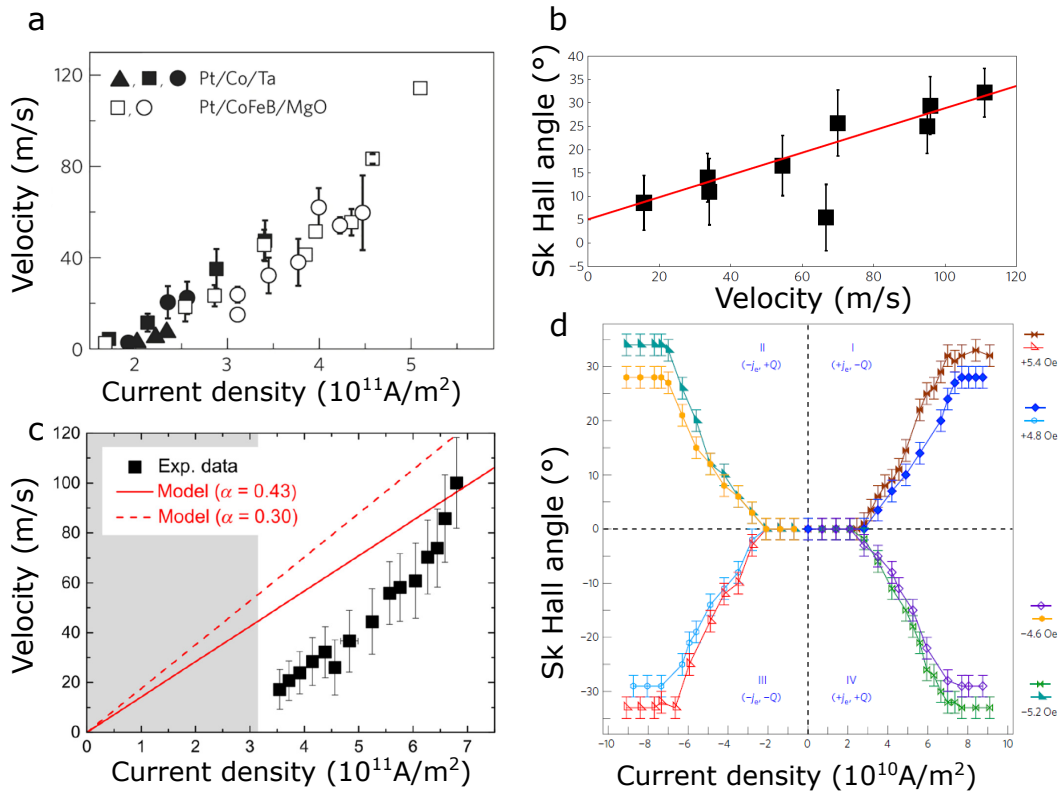 a
120
80
40
0
Velocity (m/s)
▲, ■, ● Pt/Co/Ta
□, ○ Pt/CoFeB/MgO
2 3 4 5
Current density (10¹¹A/m²)
b
40
35
30
25
20
15
10
5
0
−5
Sk Hall angle (°)
0 20 40 60 80 100 120
Velocity (m/s)
c
120
100
80
60
40
20
0
Velocity (m/s)
Exp. data
Model (α = 0.43)
Model (α = 0.30)
0 1 2 3 4 5 6 7
Current density (10¹¹A/m²)
d
30
20
10
0
−10
−20
−30
Sk Hall angle (°)
II
(−jₑ, +Q)
I
(+jₑ, −Q)
III
(−jₑ, −Q)
IV
(+jₑ, +Q)
+5.4 Oe
+4.8 Oe
−4.6 Oe
−5.2 Oe
−10 −8 −6 −4 −2 0 2 4 6 8 10
Current density (10¹⁰A/m²)